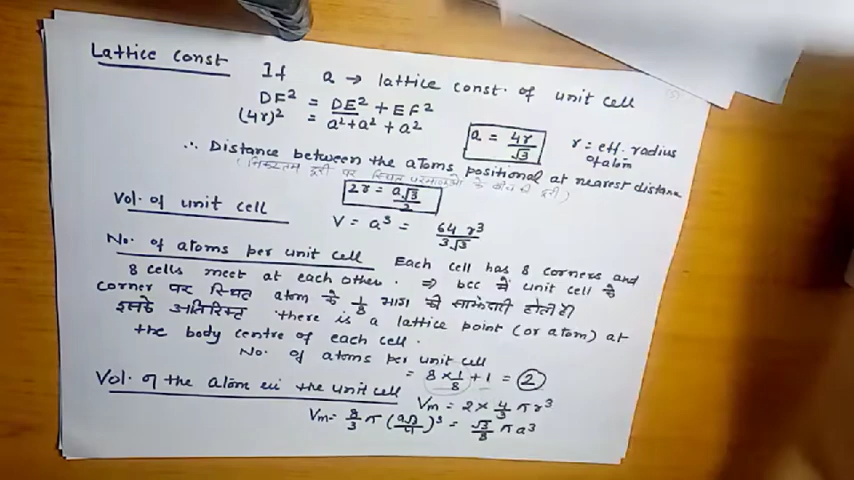 Lattice const
If a → lattice const. of unit cell
DF² = DE² + EF²
(4r)² = a²+a² + a²
a = 4r/√3
r = eff. radius of atom
∴ Distance between the atoms positional at nearest distance
(निकटतम दूरी पर स्थित परमाणुओं के बीच की दूरी)
2r = a√3/2
Vol. of unit cell
V = a³ = 64 r³/3√3
No. of atoms per unit cell Each cell has 8 corners and
8 cells meet at each other. ⇒ bcc में unit cell के
corner पर स्थित atom के 1/8 भाग की साझेदारी होती है
इसके अतिरिक्त there is a lattice point (or atom) at
the body centre of each cell.
No. of atoms per unit cell
= 8 × 1/8 + 1 = 2
Vol. of the atom in the unit cell Vm = 2 × 4/3 π r³
Vm = 8/3 π (a√3/4)³ = √3/8 π a³